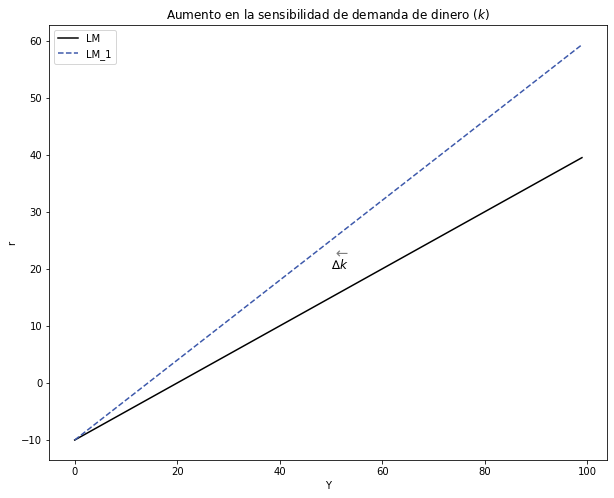 Aumento en la sensibilidad de demanda de dinero (k)
LM
LM_1
60
50
40
30
20
10
0
−10
r
←
Δk
0
20
40
60
80
100
Y